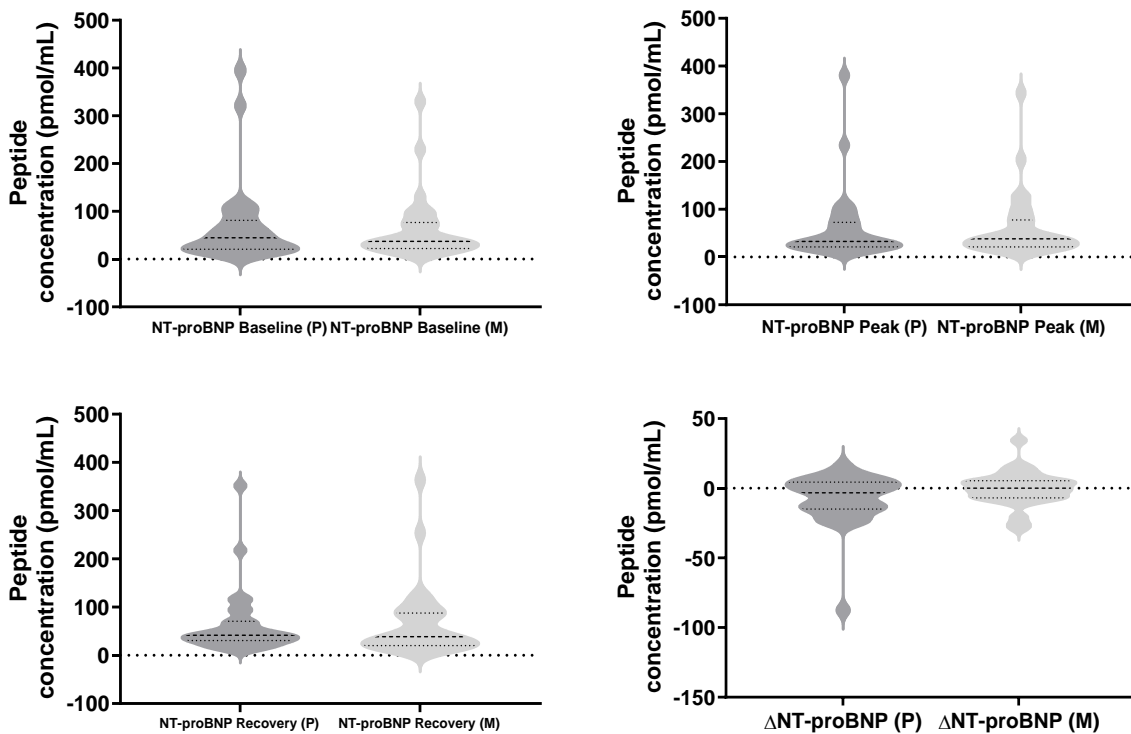 500
400
300
200
100
0
-100
Peptide
concentration (pmol/mL)
NT-proBNP Baseline (P) NT-proBNP Baseline (M)
500
400
300
200
100
0
-100
Peptide
concentration (pmol/mL)
NT-proBNP Peak (P) NT-proBNP Peak (M)
500
400
300
200
100
0
-100
Peptide
concentration (pmol/mL)
NT-proBNP Recovery (P) NT-proBNP Recovery (M)
50
0
-50
-100
-150
Peptide
concentration (pmol/mL)
∆NT-proBNP (P) ∆NT-proBNP (M)